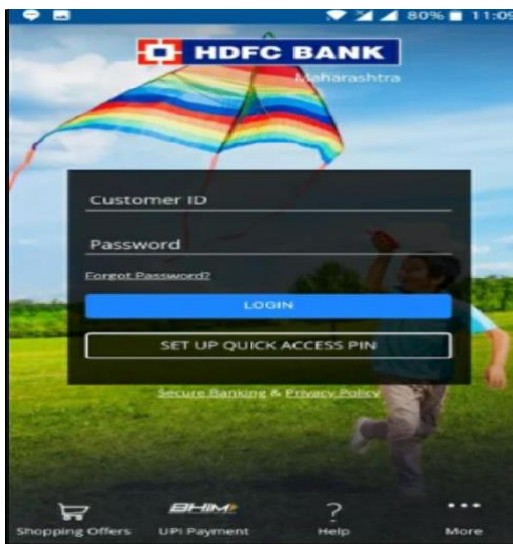 80% 11:09
HDFC BANK
Maharashtra
Customer ID
Password
Forgot Password?
LOGIN
SET UP QUICK ACCESS PIN
Secure Banking & Privacy Policy
BHIM
?
Shopping Offers UPI Payment Help More